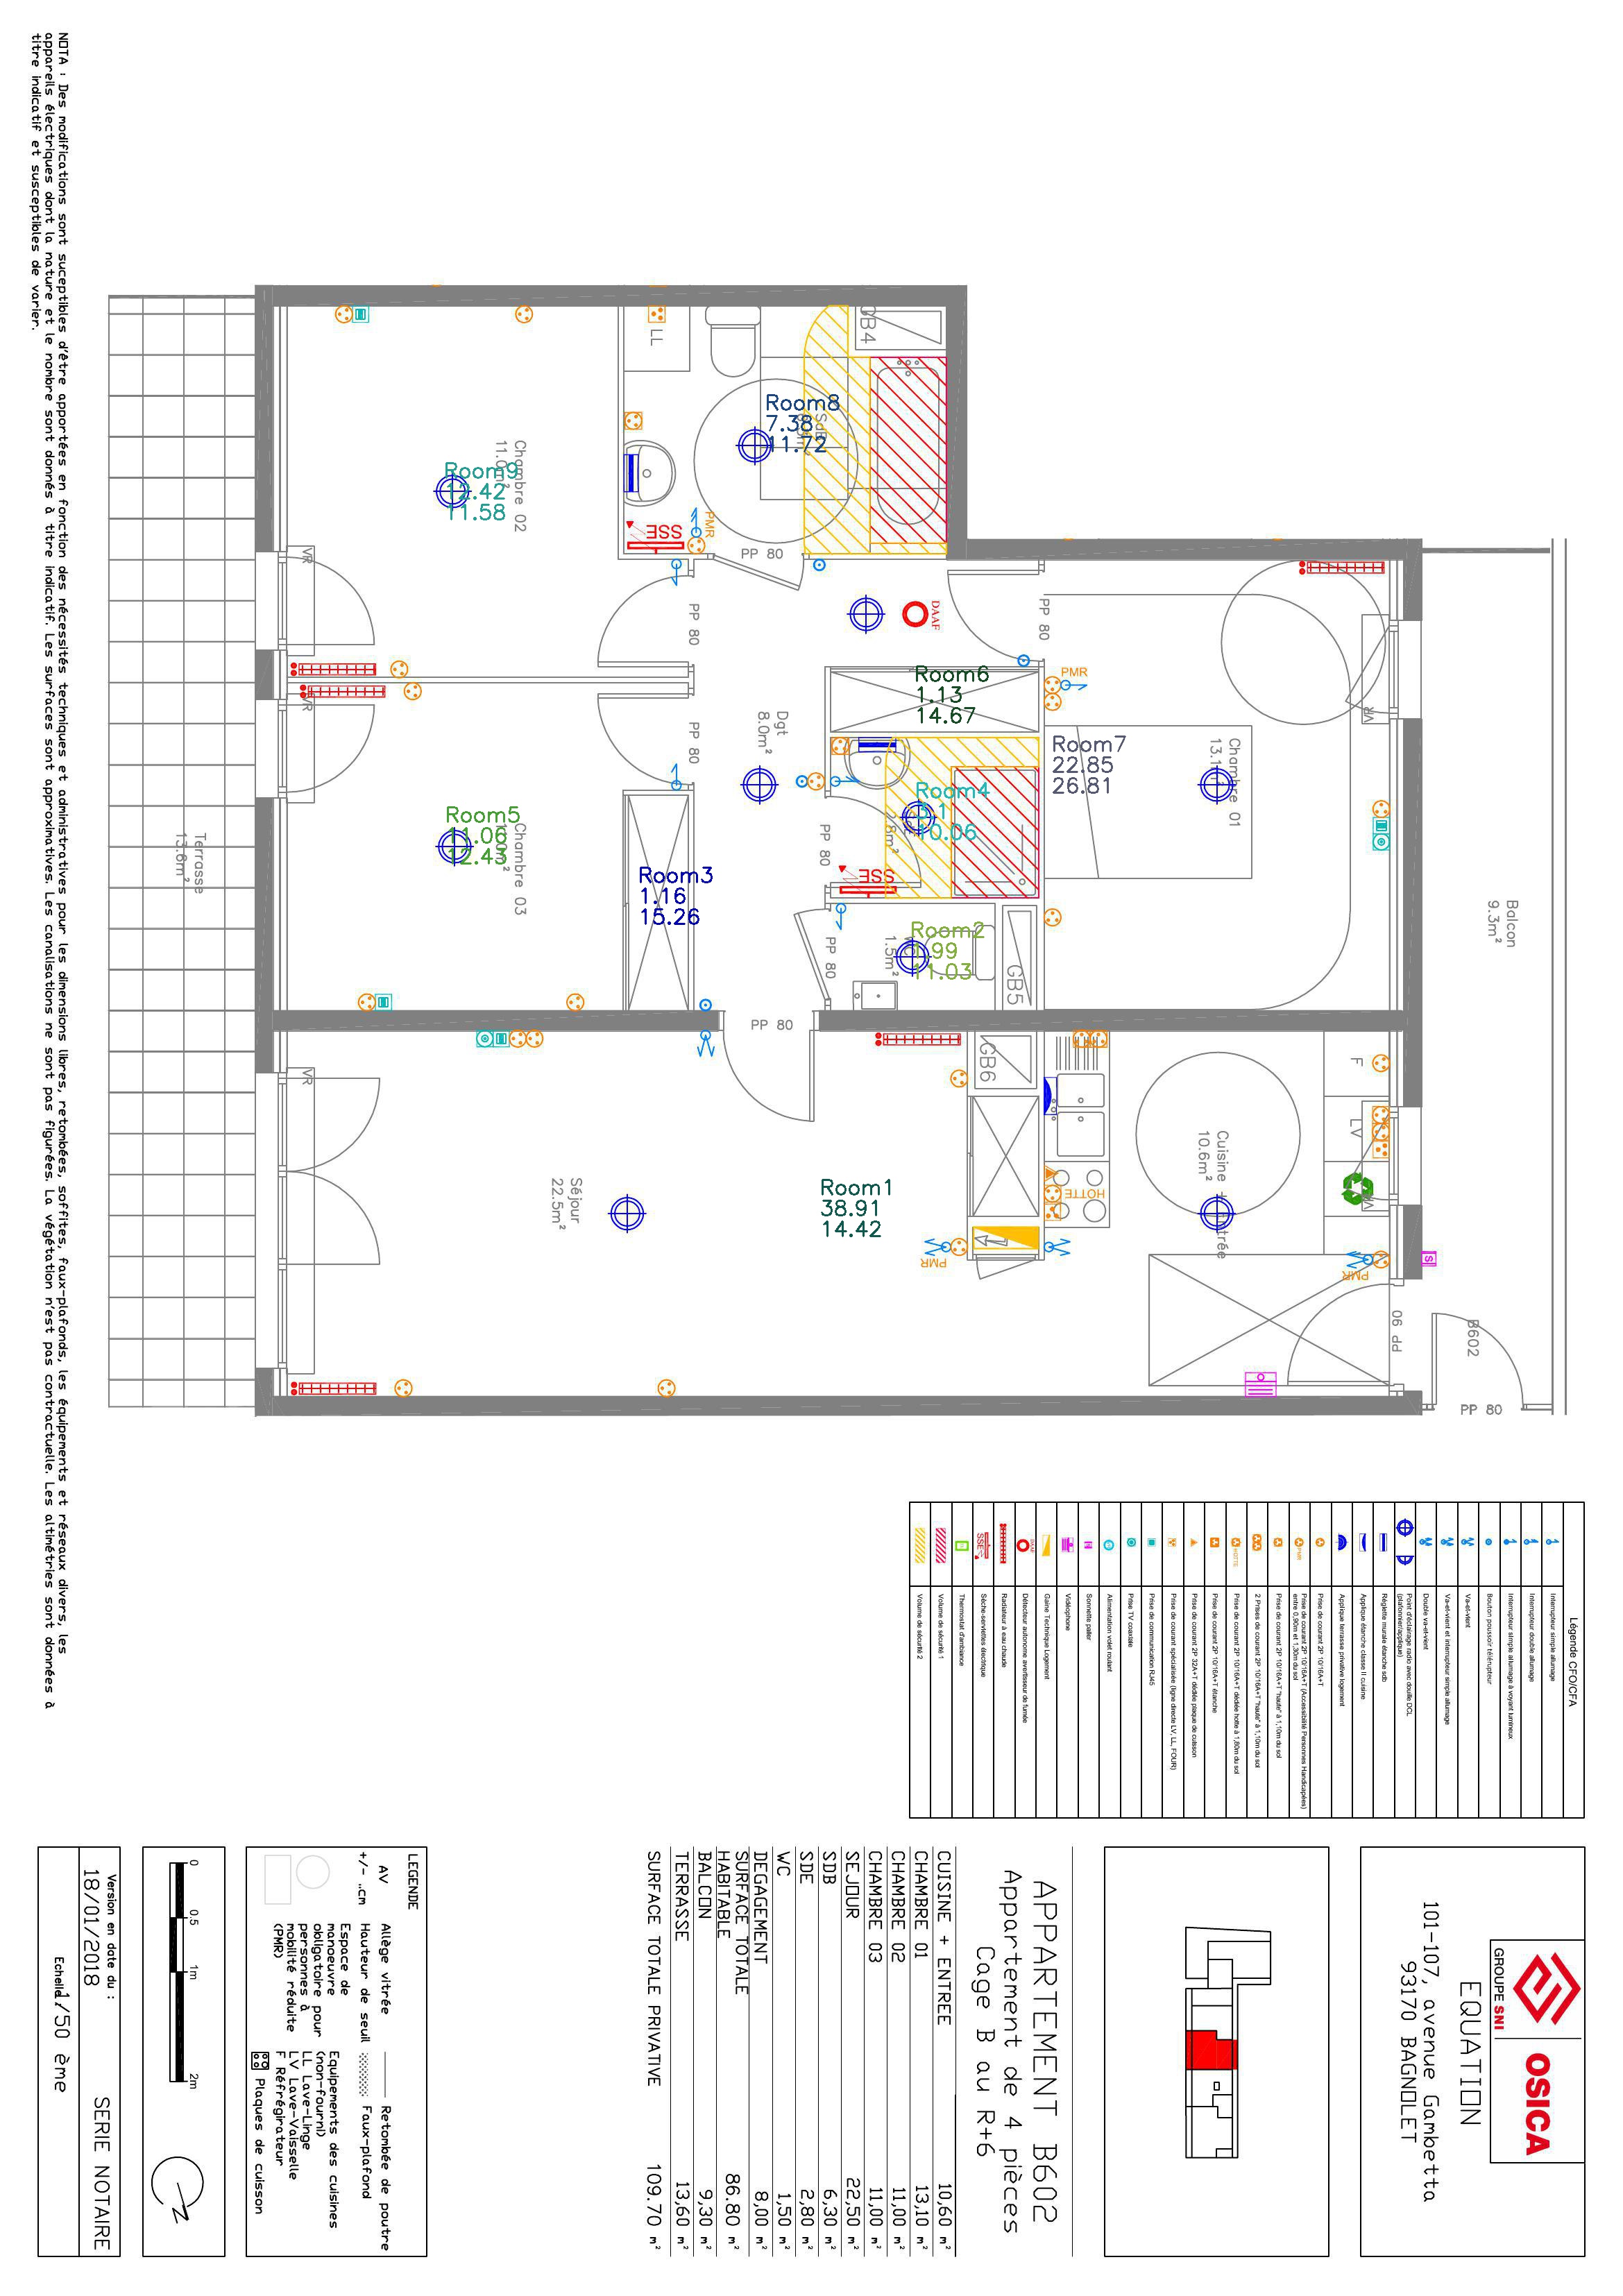 NOTA : Des modifications sont suceptibles d'être apportées en fonction des nécéssités techniques et administratives pour les dimensions libres, retombées, soffites, faux-plafonds, les équipements et réseaux divers, les
appareils électriques dont la nature et le nombre sont donnés à titre indicatif. Les surfaces sont approximatives. Les canalisations ne sont pas figurées. La végétation n'est pas contractuelle. Les altimétries sont données à
titre indicatif et susceptibles de varier.
LL
GB4
Room8
7.38
11.72
Chambre 02
Room9
12.42
11.58
SSE
PMR
PP 80
VR
PP 80
DAAF
PP 80
PMR
VR
Room6
1.13
14.67
VR
PP 80
Dgt
8.0m²
Room7
22.85
26.81
Chambre 01
Room4
10.06
PP 80
SSE
Room5
11.06
12.43
Chambre 03
Terrasse
13.6m²
Room3
1.16
15.26
Room2
11.03
1.5m²
GB5
PP 80
Balcon
9.3m²
PP 80
VR
GB6
F
LV
Cuisine + Entrée
10.6m²
HOTTE
Séjour
22.5m²
Room1
38.91
14.42
PMR
PMR
S
PP 90
B602
PP 80
Légende CFO/CFA
Interrupteur simple allumage
Interrupteur double allumage
Interrupteur simple allumage à voyant lumineux
Bouton poussoir télérupteur
Va-et-vient
Va-et-vient et interrupteur simple allumage
Double va-et-vient
Point d'éclairage radio avec douille DCL
(plafonnier/applique)
Réglette murale étanche sdb
Applique étanche classe II cuisine
Applique terrasse privative logement
Prise de courant 2P 10/16A+T
Prise de courant 2P 10/16A+T (Accessibilité Personnes Handicapées)
entre 0,90m et 1,30m du sol
Prise de courant 2P 10/16A+T "haute" à 1,10m du sol
2 Prises de courant 2P 10/16A+T "haute" à 1,10m du sol
Prise de courant 2P 10/16A+T dédiée hotte à 1,80m du sol
Prise de courant 2P 10/16A+T étanche
Prise de courant 2P 32A+T dédiée plaque de cuisson
Prise de courant spécialisée (ligne directe LV, LL, FOUR)
Prise de communication RJ45
Prise TV coaxiale
Alimentation volet roulant
Sonnette palier
Vidéophone
Gaine Technique Logement
Détecteur autonome avertisseur de fumée
Radiateur à eau chaude
Sèche-serviettes électrique
Thermostat d'ambiance
Volume de sécurité 1
Volume de sécurité 2
GROUPE SNI
OSICA
EQUATION
101-107, avenue Gambetta
93170 BAGNOLET
APPARTEMENT B602
Appartement de 4 pièces
Cage B au R+6
CUISINE + ENTREE 10,60 m²
CHAMBRE 01 13,10 m²
CHAMBRE 02 11,00 m²
CHAMBRE 03 11,00 m²
SEJOUR 22,50 m²
SDB 6,30 m²
SDE 2,80 m²
WC 1,50 m²
DEGAGEMENT 8,00 m²
SURFACE TOTALE
HABITABLE 86.80 m²
BALCON 9,30 m²
TERRASSE 13,60 m²
SURFACE TOTALE PRIVATIVE 109.70 m²
LEGENDE
AV Allège vitrée
+/- ..cm Hauteur de seuil
Espace de
manoeuvre
obligatoire pour
personnes à
mobilité réduite
(PMR)
Retombée de poutre
Faux-plafond
Equipements des cuisines
(non-fourni)
LL Lave-Linge
LV Lave-Vaisselle
F Réfrigérateur
Plaques de cuisson
0 0,5 1m 2m
Version en date du :
18/01/2018
SERIE NOTAIRE
Echelle 1/50 ème